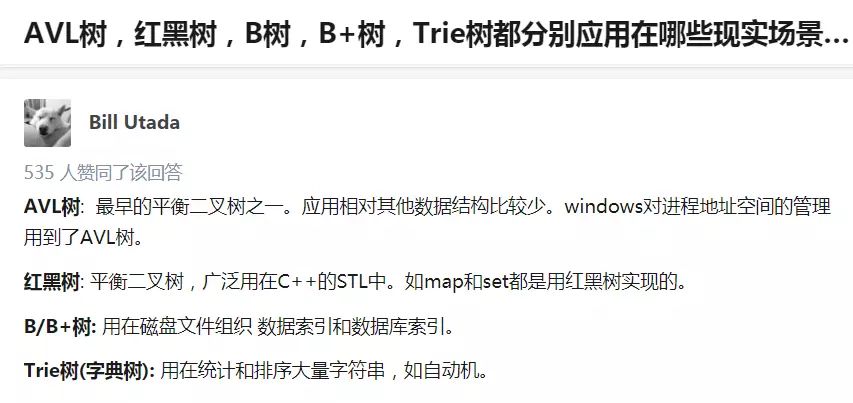 AVL树，红黑树，B树，B+树，Trie树都分别应用在哪些现实场景...
Bill Utada
535 人赞同了该回答
AVL树: 最早的平衡二叉树之一。应用相对其他数据结构比较少。windows对进程地址空间的管理
用到了AVL树。
红黑树: 平衡二叉树，广泛用在C++的STL中。如map和set都是用红黑树实现的。
B/B+树: 用在磁盘文件组织 数据索引和数据库索引。
Trie树(字典树): 用在统计和排序大量字符串，如自动机。